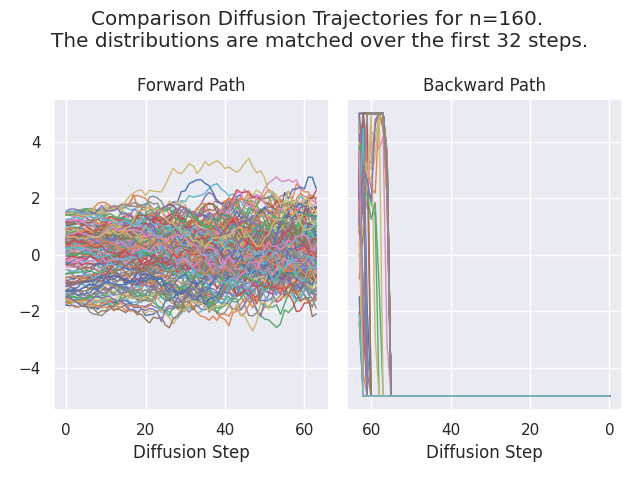 Comparison Diffusion Trajectories for n=160.
The distributions are matched over the first 32 steps.
Forward Path
Backward Path
4
2
0
−2
−4
0
20
40
60
60
40
20
0
Diffusion Step
Diffusion Step